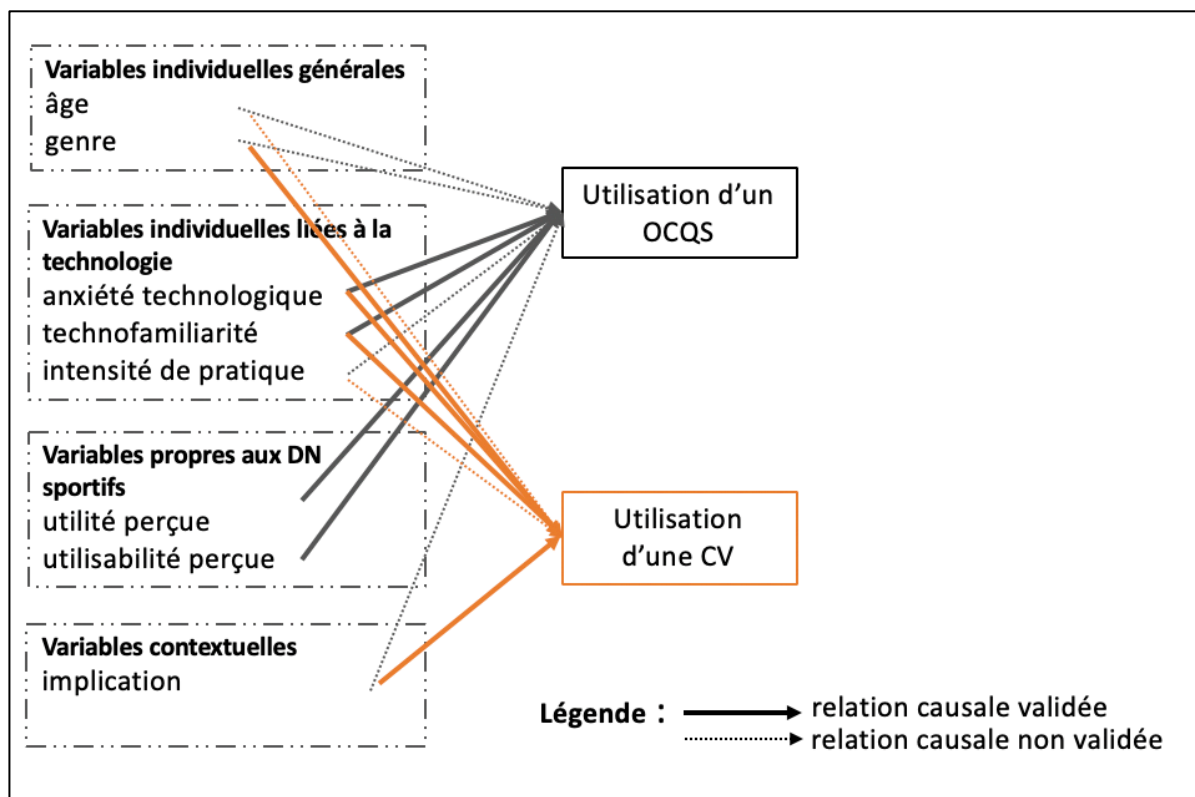 Variables individuelles générales
âge
genre
Variables individuelles liées à la
technologie
anxiété technologique
technofamiliarité
intensité de pratique
Variables propres aux DN
sportifs
utilité perçue
utilisabilité perçue
Variables contextuelles
implication
Utilisation d'un
OCQS
Utilisation
d'une CV
Légende :
relation causale validée
relation causale non validée